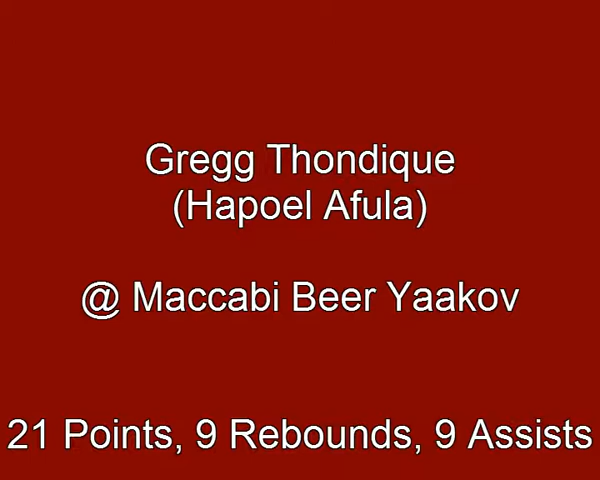 Gregg Thondique
(Hapoel Afula)
@ Maccabi Beer Yaakov
21 Points, 9 Rebounds, 9 Assists